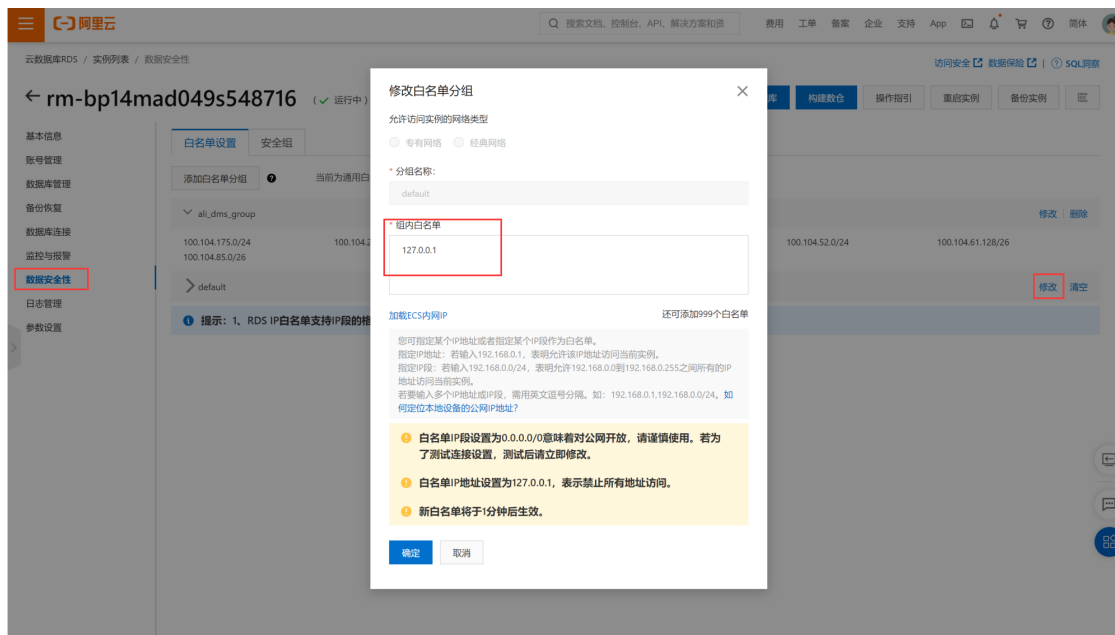 阿里云
搜索文档、控制台、API、解决方案和资
费用 工单 备案 企业 支持 App 简体
云数据库RDS / 实例列表 / 数据安全性
访问安全 数据保险 | SQL洞察
rm-bp14mad049s548716 (运行中)
库 构建数仓 操作指引 重启实例 备份实例
基本信息
账号管理
数据库管理
备份恢复
数据库连接
监控与报警
数据安全性
日志管理
参数设置
白名单设置 安全组
添加白名单分组 当前为通用白
ali_dms_group 修改 删除
100.104.175.0/24 100.104.2 100.104.52.0/24 100.104.61.128/26
100.104.85.0/26
default 修改 清空
提示:1、RDS IP白名单支持IP段的格
修改白名单分组
允许访问实例的网络类型
专有网络 经典网络
* 分组名称:
default
* 组内白名单
127.0.0.1
加载ECS内网IP 还可添加999个白名单
您可指定某个IP地址或者指定某个IP段作为白名单。
指定IP地址:若输入192.168.0.1,表明允许该IP地址访问当前实例。
指定IP段:若输入192.168.0.0/24,表明允许192.168.0.0到192.168.0.255之间所有的IP
地址访问当前实例。
若要输入多个IP地址或IP段,需用英文逗号分隔。如:192.168.0.1,192.168.0.0/24。如
何定位本地设备的公网IP地址?
白名单IP段设置为0.0.0.0/0意味着对公网开放,请谨慎使用。若为
了测试连接设置,测试后请立即修改。
白名单IP地址设置为127.0.0.1,表示禁止所有地址访问。
新白名单将于1分钟后生效。
确定 取消